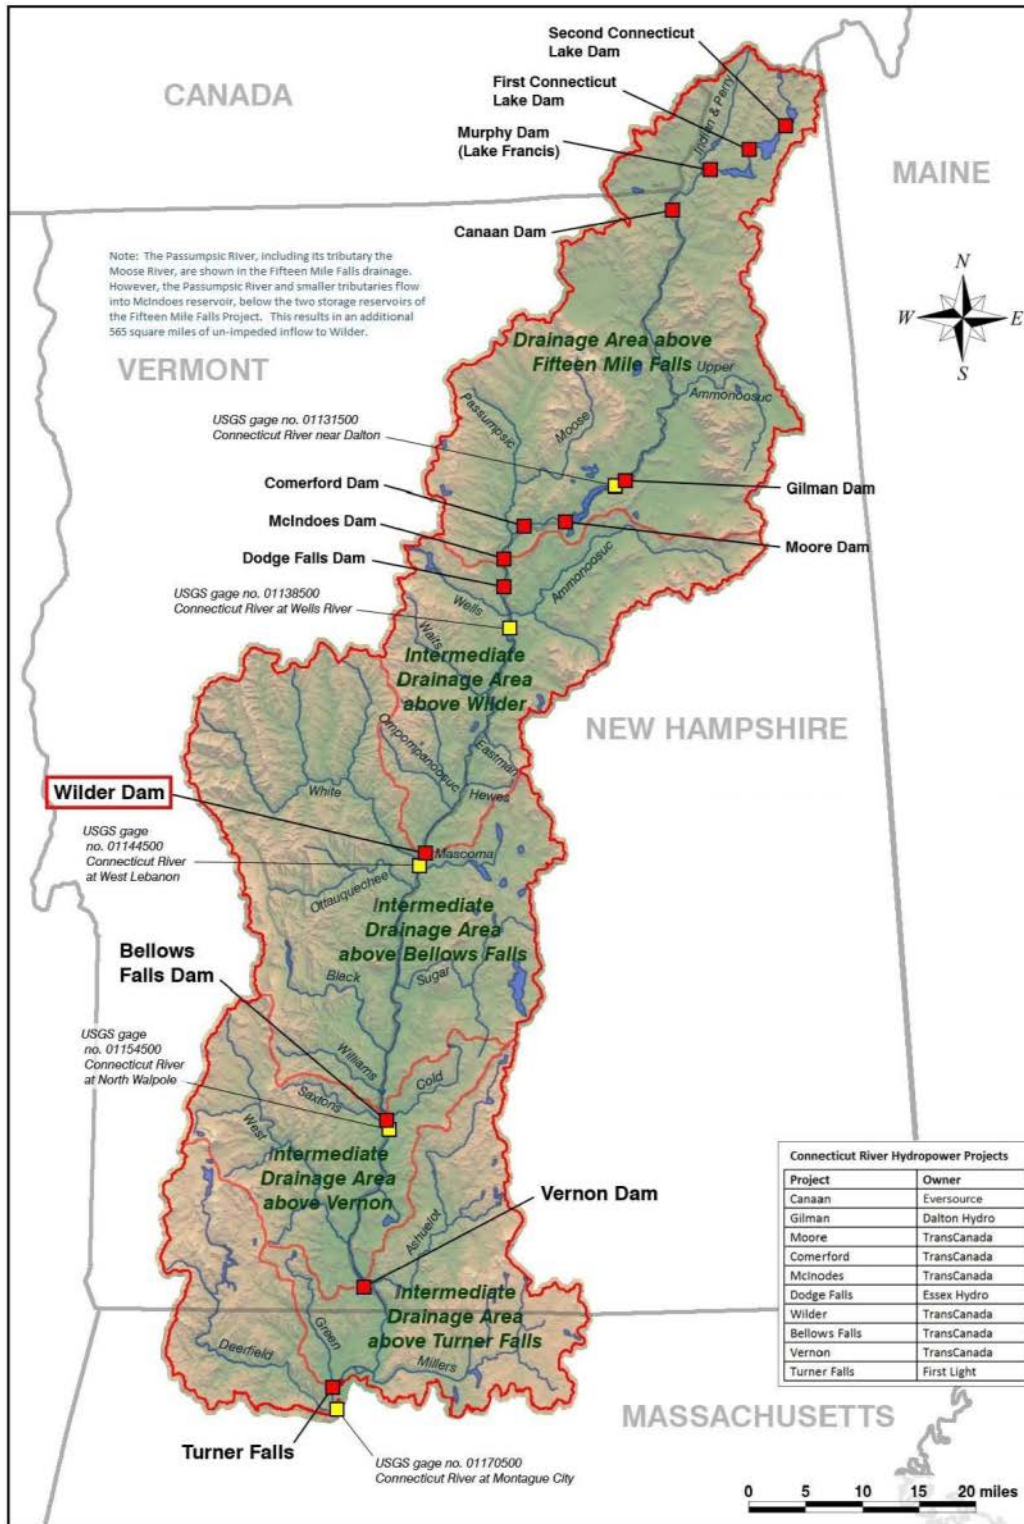 Second Connecticut
Lake Dam
First Connecticut
Lake Dam
CANADA
Indian & Perry
Murphy Dam
(Lake Francis)
MAINE
Canaan Dam
Note: The Passumpsic River, including its tributary the
Moose River, are shown in the Fifteen Mile Falls drainage.
However, the Passumpsic River and smaller tributaries flow
into McIndoes reservoir, below the two storage reservoirs of
the Fifteen Mile Falls Project. This results in an additional
565 square miles of un-impeded inflow to Wilder.
N
W
E
S
VERMONT
Drainage Area above
Fifteen Mile Falls
Upper
Ammonoosuc
Passumpsic
Moose
USGS gage no. 01131500
Connecticut River near Dalton
Comerford Dam
Gilman Dam
McIndoes Dam
Moore Dam
Dodge Falls Dam
Ammonoosuc
USGS gage no. 01138500
Connecticut River at Wells River
Wells
Waits
Intermediate
Drainage Area
above Wilder
NEW HAMPSHIRE
Ompompanoosuc
Eastman
Hewes
White
Wilder Dam
USGS gage
no. 01144500
Connecticut River
at West Lebanon
Mascoma
Ottauquechee
Intermediate
Drainage Area
above Bellows Falls
Bellows
Falls Dam
Black
Sugar
USGS gage
no. 01154500
Connecticut River
at North Walpole
Williams
Cold
Saxtons
West
Intermediate
Drainage Area
above Vernon
Vernon Dam
Ashuelot
Intermediate
Drainage Area
above Turner Falls
Green
Deerfield
Millers
Connecticut River Hydropower Projects
Project Owner
Canaan Eversource
Gilman Dalton Hydro
Moore TransCanada
Comerford TransCanada
McInodes TransCanada
Dodge Falls Essex Hydro
Wilder TransCanada
Bellows Falls TransCanada
Vernon TransCanada
Turner Falls First Light
MASSACHUSETTS
Turner Falls
USGS gage no. 01170500
Connecticut River at Montague City
0 5 10 15 20 miles